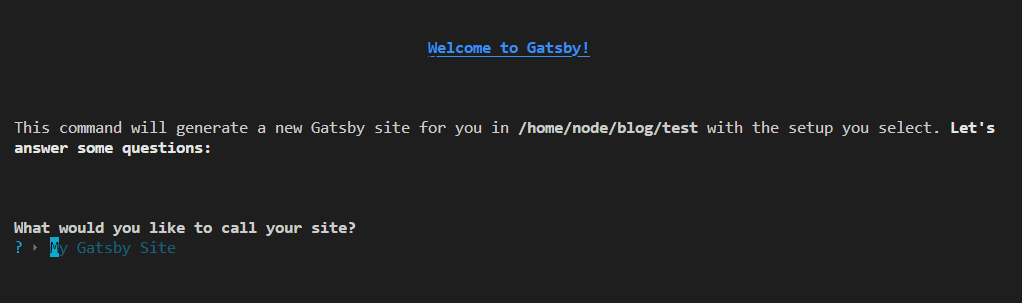 Welcome to Gatsby!
This command will generate a new Gatsby site for you in /home/node/blog/test with the setup you select. Let's
answer some questions:
What would you like to call your site?
? › My Gatsby Site